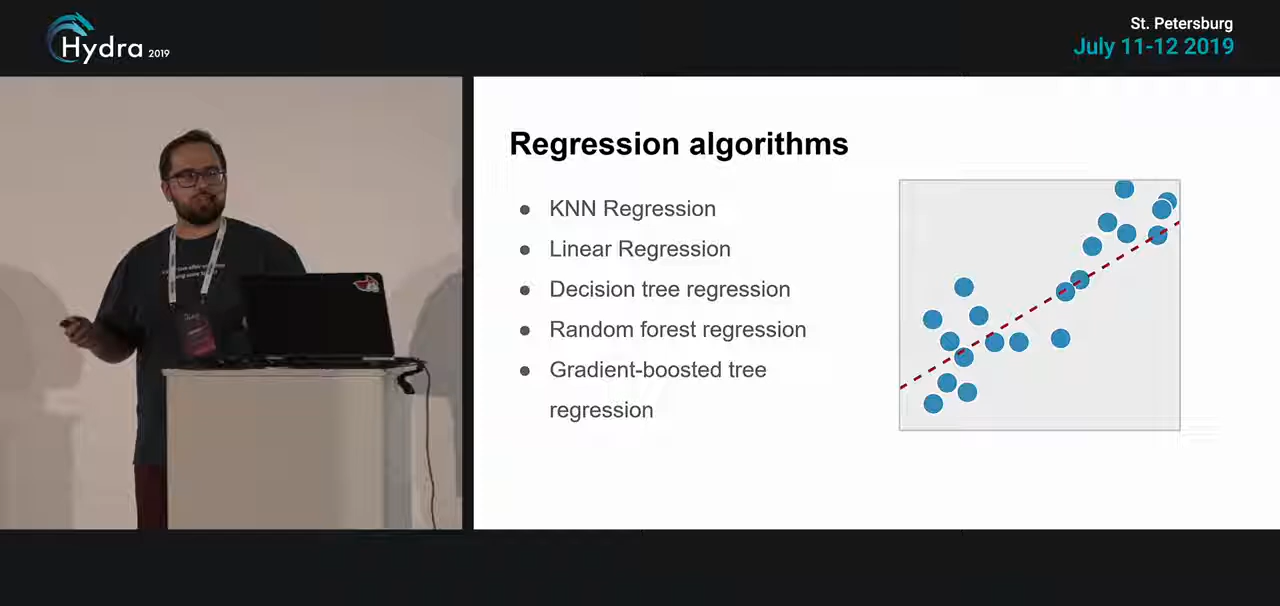 Hydra 2019
St. Petersburg
July 11-12 2019
Regression algorithms
● KNN Regression
● Linear Regression
● Decision tree regression
● Random forest regression
● Gradient-boosted tree
regression